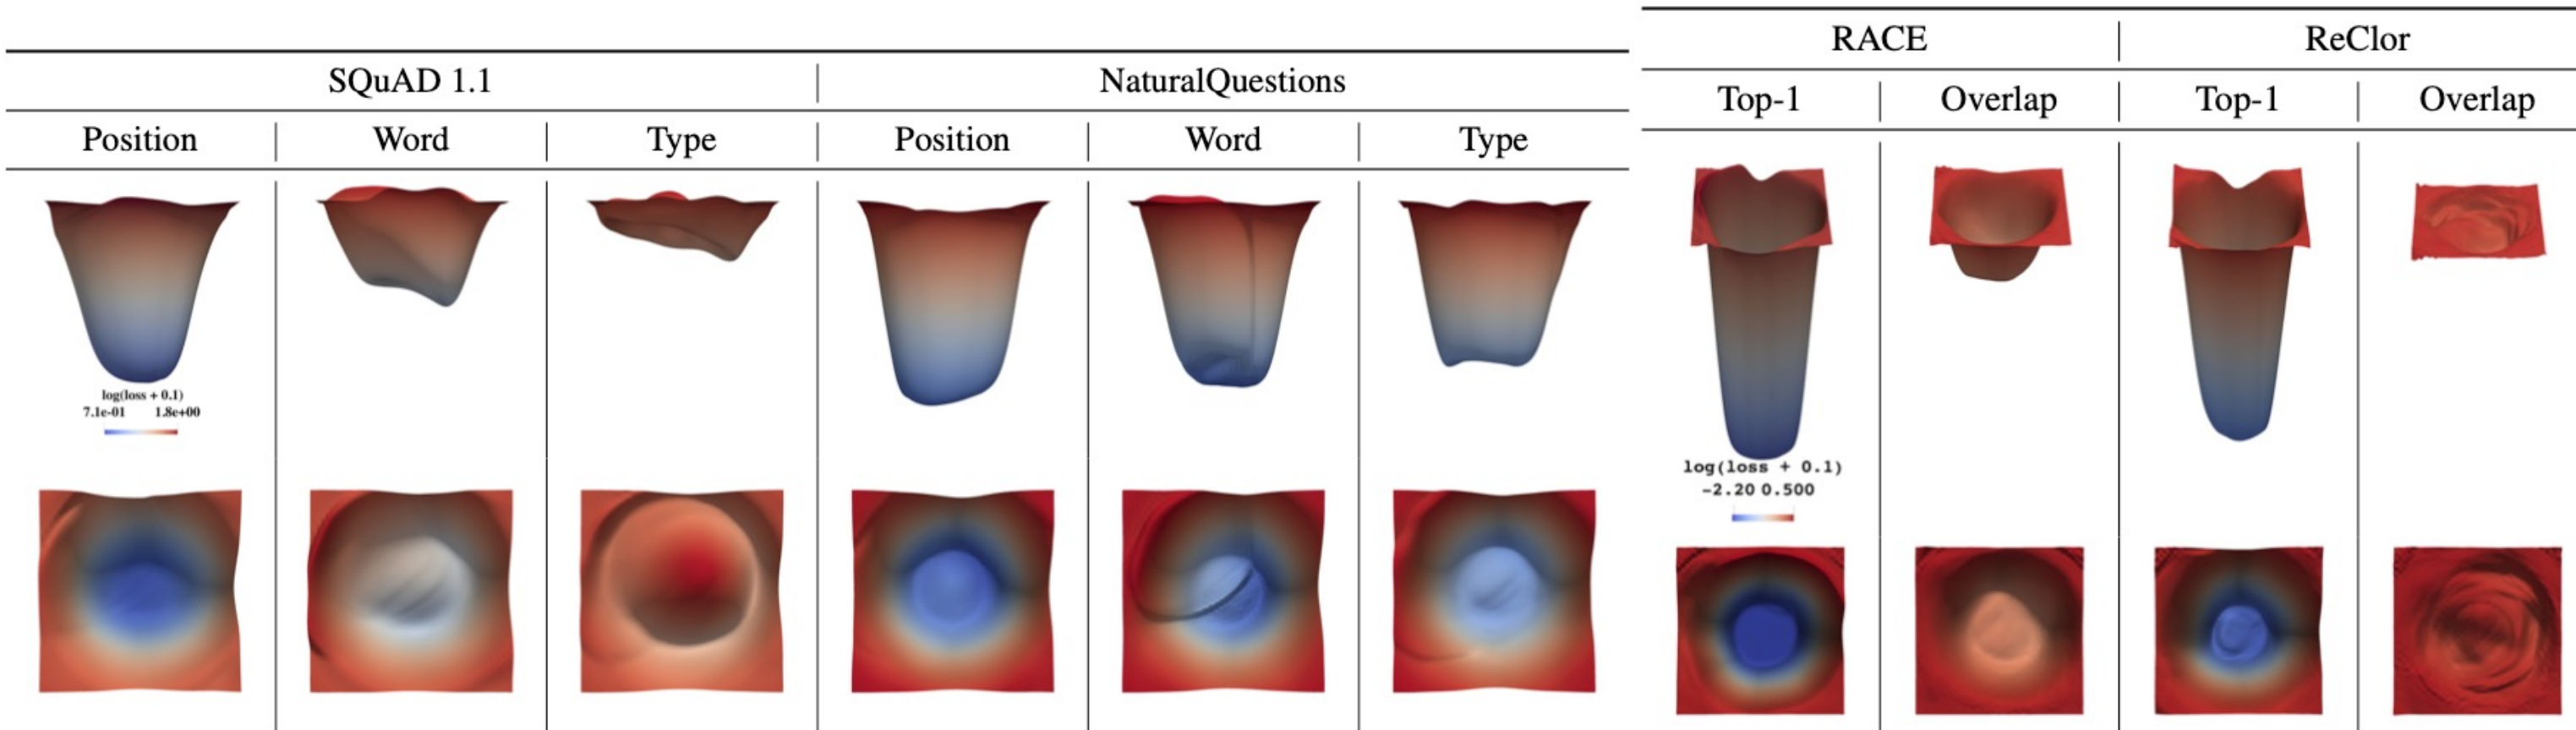 SQuAD 1.1 NaturalQuestions
Position Word Type Position Word Type
log(loss + 0.1)
7.1e-01 1.8e+00
RACE ReClor
Top-1 Overlap Top-1 Overlap
log(loss + 0.1)
-2.20 0.500